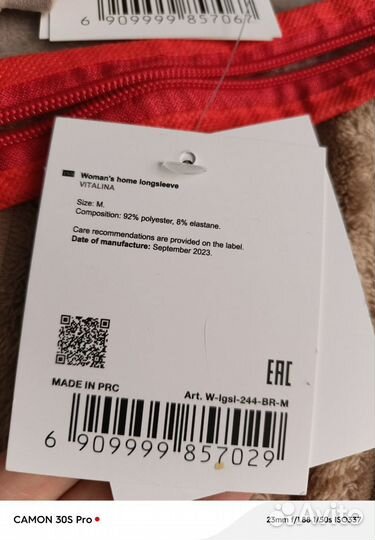 6 909999 857067
Woman's home longsleeve
VITALINA
Size: M.
Composition: 92% polyester, 8% elastane.
Care recommendations are provided on the label.
Date of manufacture: September 2023.
EAC
MADE IN PRC
Art. W-lgsl-244-BR-M
6 909999 857029
CAMON 30S Pro
23mm f/1.88 1/50s ISO337
Avito